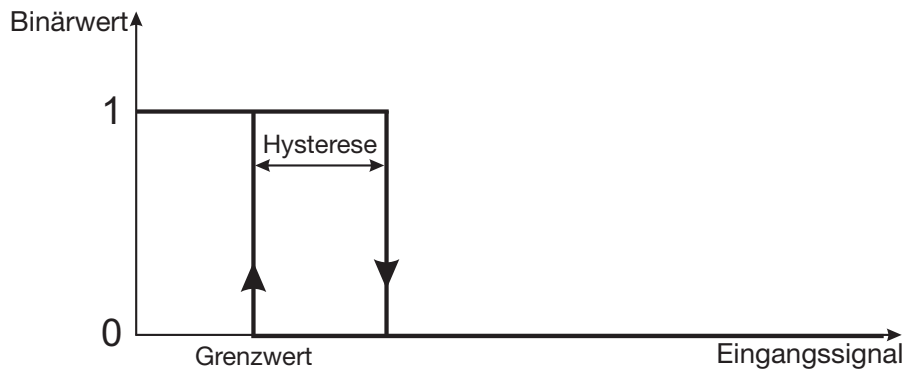 Binärwert
1
Hysterese
0
Grenzwert
Eingangssignal